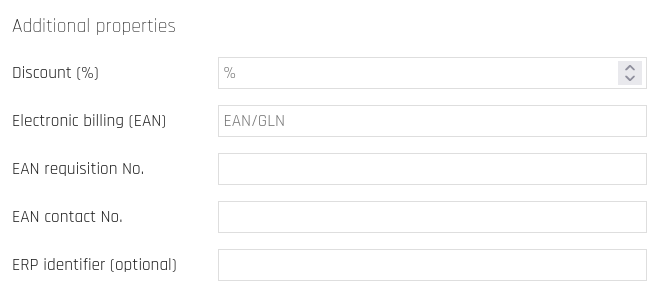 Additional properties
Discount (%)
%
Electronic billing (EAN)
EAN/GLN
EAN requisition No.
EAN contact No.
ERP identifier (optional)